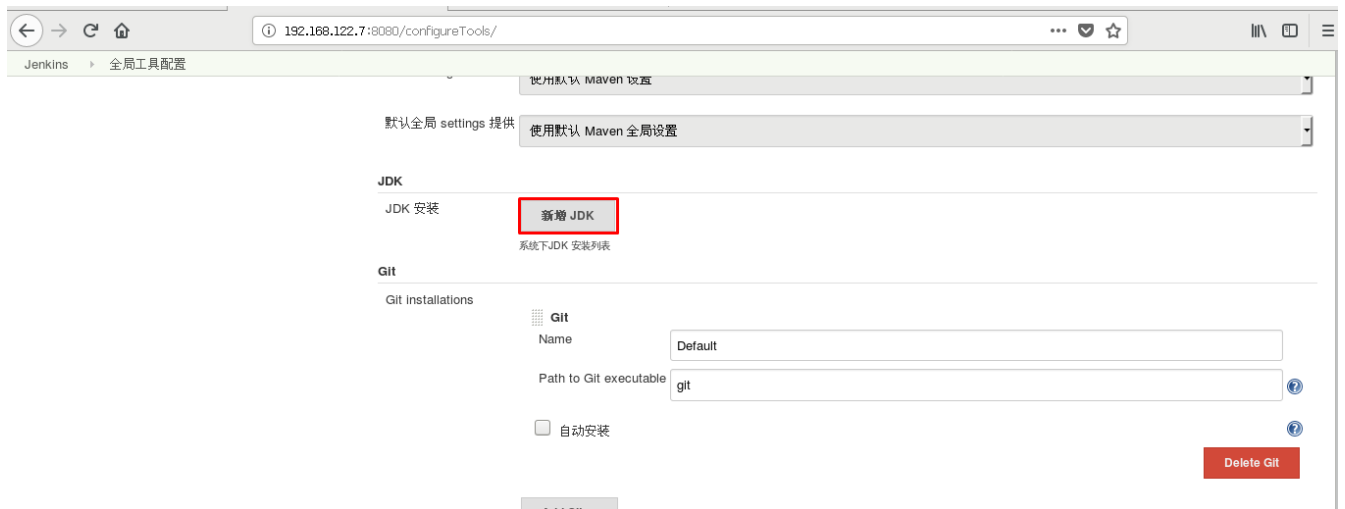 192.168.122.7:8080/configureTools/
Jenkins 全局工具配置
使用默认 Maven 设置
默认全局 settings 提供 使用默认 Maven 全局设置
JDK
JDK 安装 新增 JDK
系统下JDK 安装列表
Git
Git installations
Git
Name Default
Path to Git executable git
自动安装
Delete Git